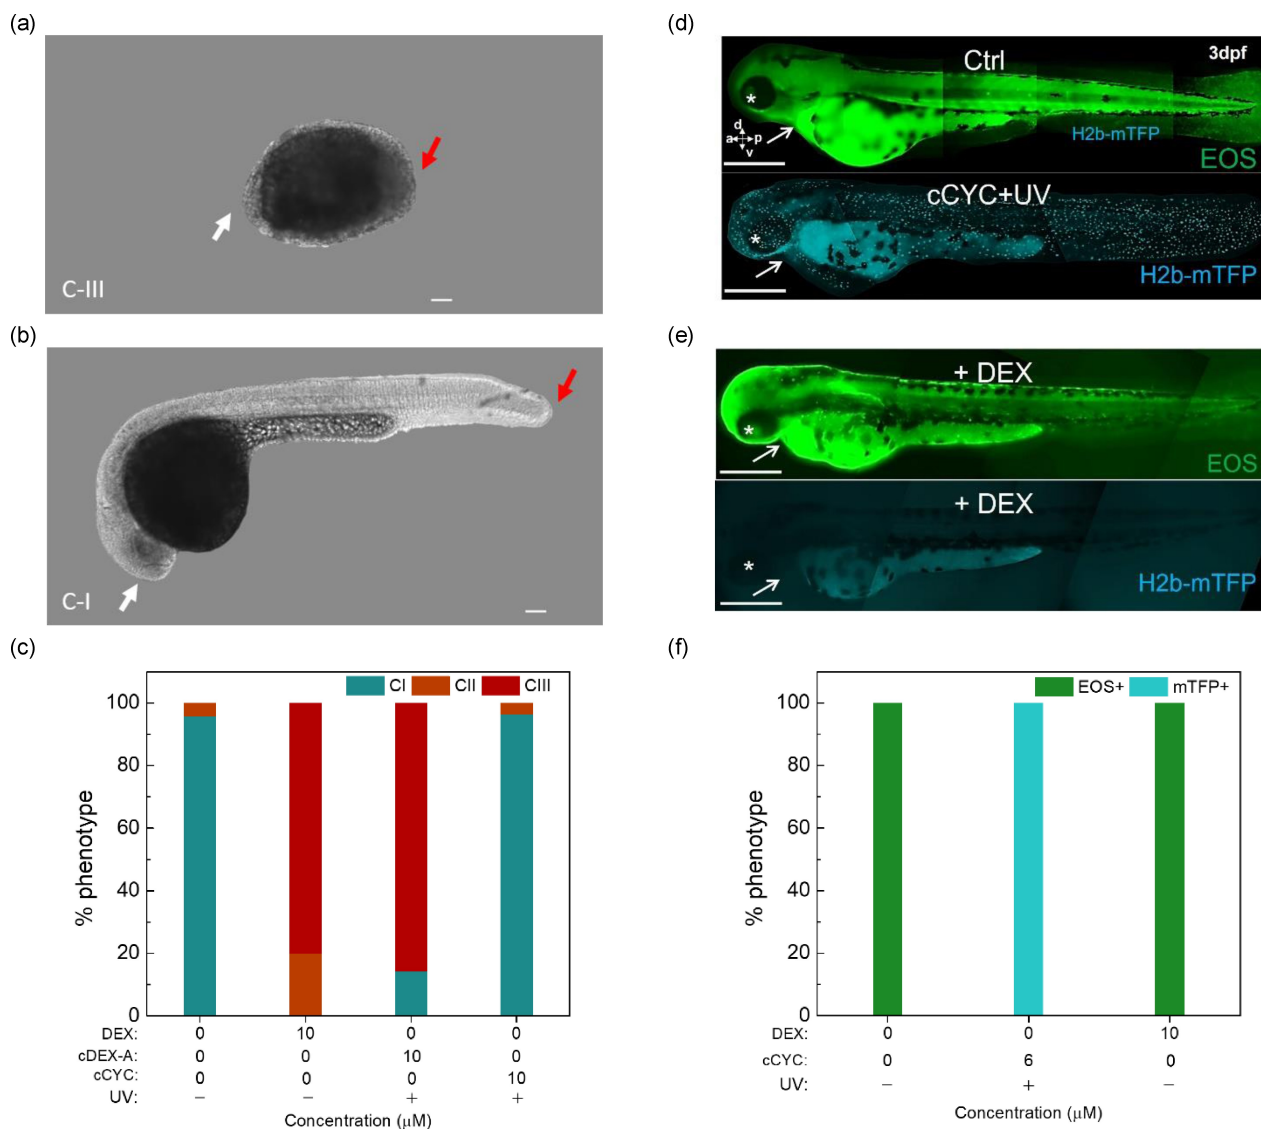 (a)
C-III
(b)
C-I
(c)
CI CII CIII
100
80
60
40
20
0
% phenotype
DEX: 0 10 0 0
cDEX-A: 0 0 10 0
cCYC: 0 0 0 10
UV: − − + +
Concentration (μM)
(d)
Ctrl
3dpf
*
d
a p
v
H2b-mTFP
EOS
cCYC+UV
*
H2b-mTFP
(e)
+ DEX
*
EOS
+ DEX
*
H2b-mTFP
(f)
EOS+ mTFP+
100
80
60
40
20
0
% phenotype
DEX: 0 0 10
cCYC: 0 6 0
UV: − + −
Concentration (μM)